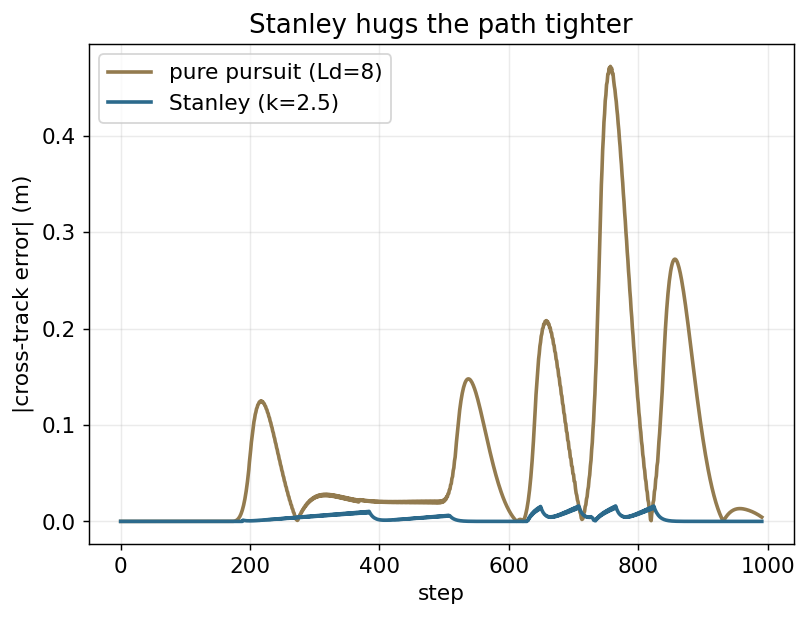 Stanley hugs the path tighter
pure pursuit (Ld=8)
Stanley (k=2.5)
|cross-track error| (m)
0.4
0.3
0.2
0.1
0.0
0 200 400 600 800 1000
step